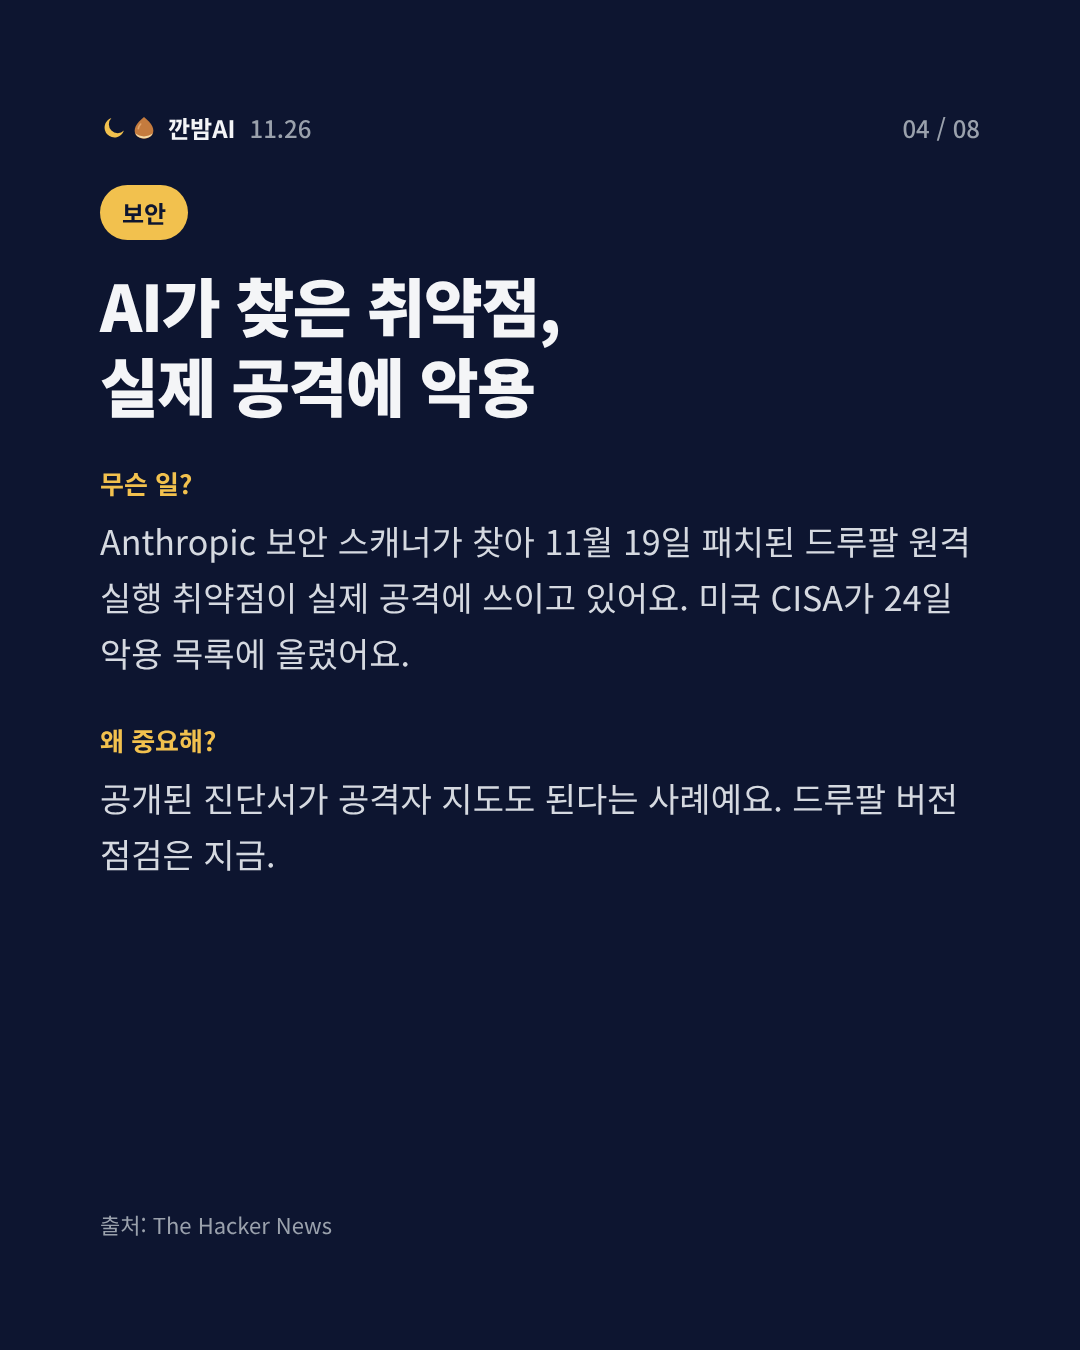 깐밤AI 11.26
04 / 08
보안
AI가 찾은 취약점,
실제 공격에 악용
무슨 일?
Anthropic 보안 스캐너가 찾아 11월 19일 패치된 드루팔 원격
실행 취약점이 실제 공격에 쓰이고 있어요. 미국 CISA가 24일
악용 목록에 올렸어요.
왜 중요해?
공개된 진단서가 공격자 지도도 된다는 사례예요. 드루팔 버전
점검은 지금.
출처: The Hacker News